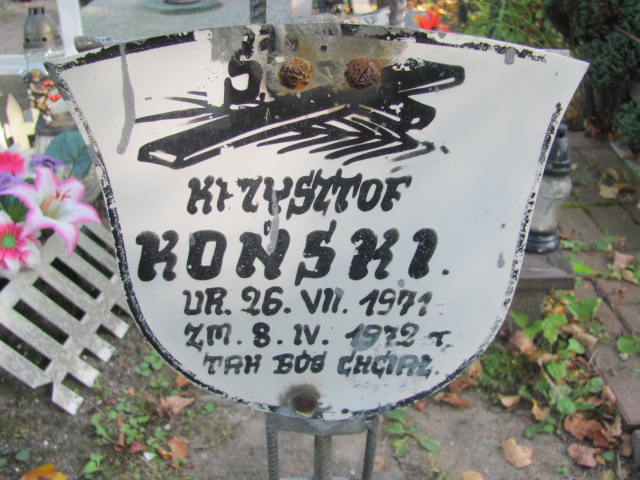 KRZYSZTOF
KOŃSKI.
UR. 26. VII. 1971
ZM. 8. IV. 1972 r.
TAK BÓG CHCIAŁ.